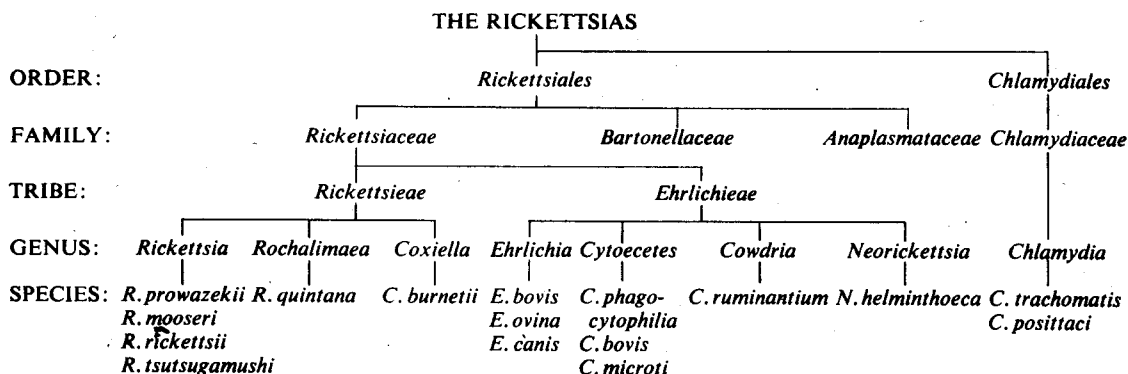 THE RICKETTSIAS
ORDER: Rickettsiales Chlamydiales
FAMILY: Rickettsiaceae Bartonellaceae Anaplasmataceae Chlamydiaceae
TRIBE: Rickettsieae Ehrlichieae
GENUS: Rickettsia Rochalimaea Coxiella Ehrlichia Cytoecetes Cowdria Neorickettsia Chlamydia
SPECIES: R. prowazekii R. quintana C. burnetii E. bovis C. phago- C. ruminantium N. helminthoeca C. trachomatis
R. mooseri E. ovina cytophilia C. posittaci
R. rickettsii E. canis C. bovis
R. tsutsugamushi C. microti